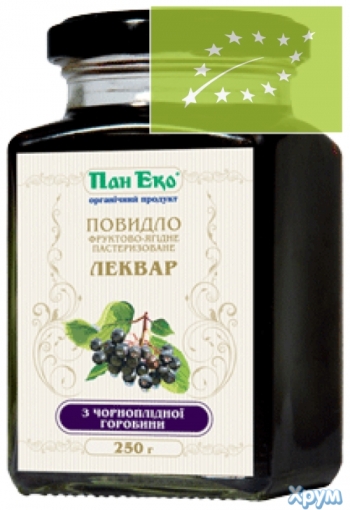 Пан Еко®
органічний продукт
ПОВИДЛО
ФРУКТОВО-ЯГІДНЕ
ПАСТЕРИЗОВАНЕ
ЛЕКВАР
З ЧОРНОПЛІДНОЇ
ГОРОБИНИ
250 г
Хрум